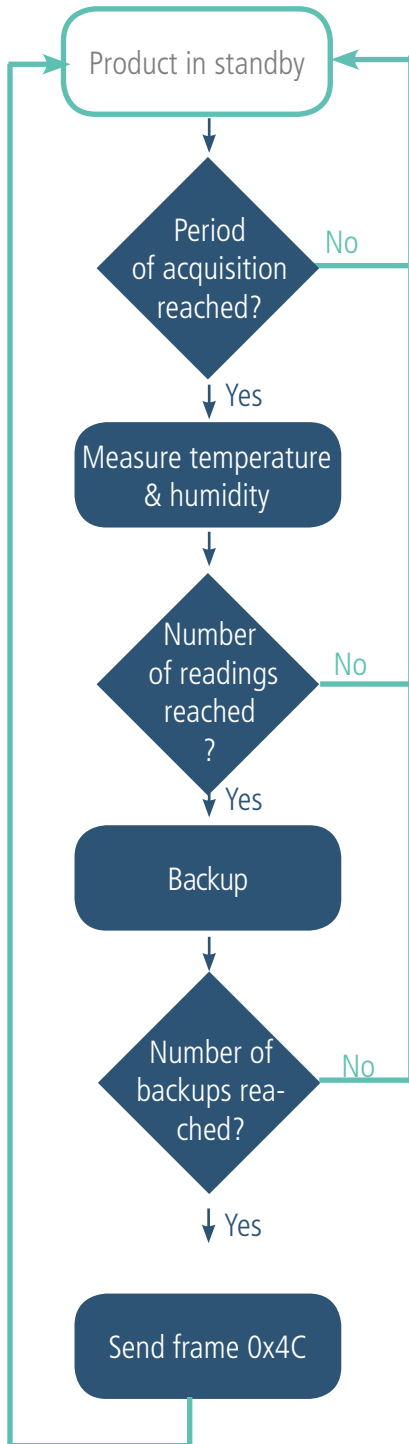 Product in standby
Period
of acquisition
reached?
No
Yes
Measure temperature
& humidity
Number
of readings
reached
?
No
Yes
Backup
Number of
backups rea-
ched?
No
Yes
Send frame 0x4C